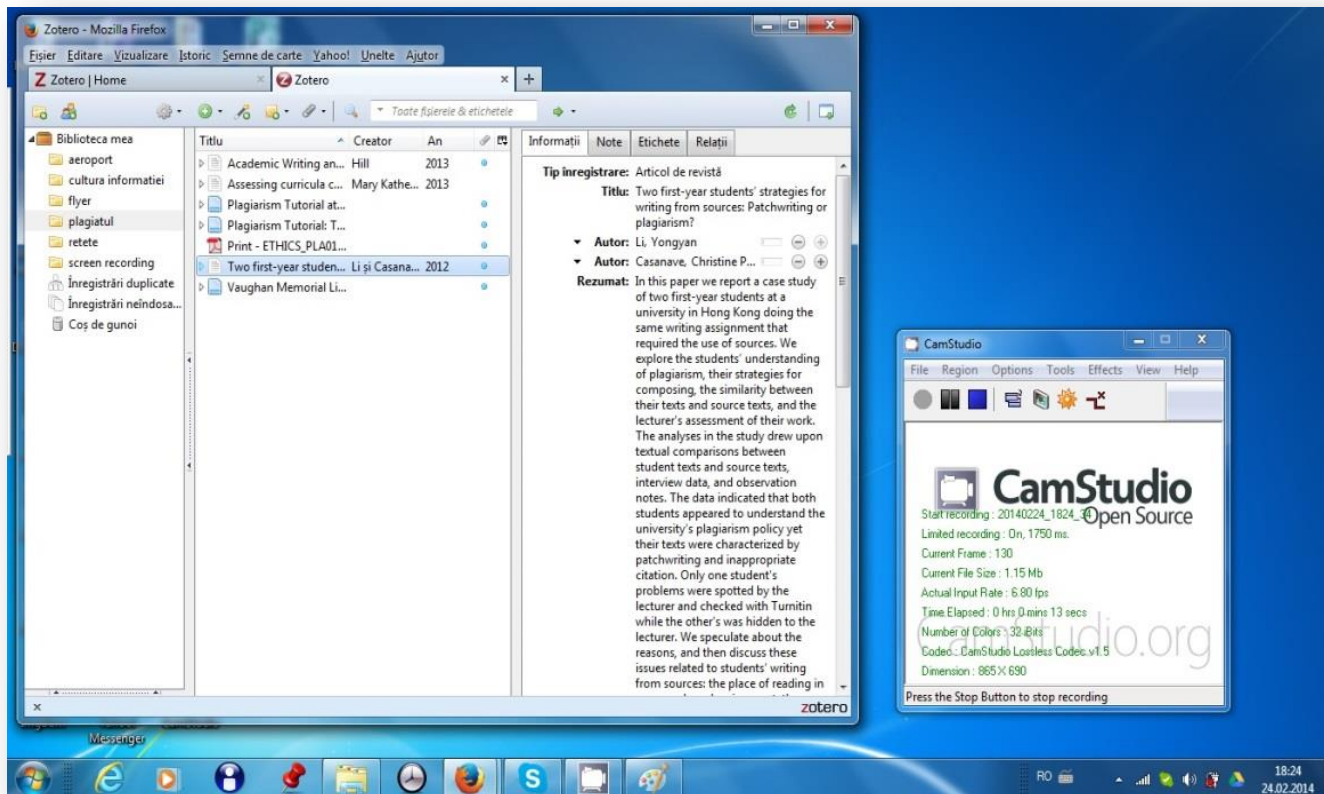 Zotero - Mozilla Firefox
Fișier Editare Vizualizare Istoric Semne de carte Yahoo! Unelte Ajutor
Zotero | Home
Zotero
Toate fișierele & etichetele
Biblioteca mea
aeroport
cultura informatiei
flyer
plagiatul
retete
screen recording
Înregistrări duplicate
Înregistrări neîndosa...
Coș de gunoi
Titlu Creator An
Academic Writing an... Hill 2013
Assessing curricula c... Mary Kathe... 2013
Plagiarism Tutorial at...
Plagiarism Tutorial: T...
Print - ETHICS_PLA01...
Two first-year studen... Li și Casana... 2012
Vaughan Memorial Li...
Informații Note Etichete Relații
Tip înregistrare: Articol de revistă
Titlu: Two first-year students' strategies for
writing from sources: Patchwriting or
plagiarism?
Autor: Li, Yongyan
Autor: Casanave, Christine P...
Rezumat: In this paper we report a case study
of two first-year students at a
university in Hong Kong doing the
same writing assignment that
required the use of sources. We
explore the students' understanding
of plagiarism, their strategies for
composing, the similarity between
their texts and source texts, and the
lecturer's assessment of their work.
The analyses in the study drew upon
textual comparisons between
student texts and source texts,
interview data, and observation
notes. The data indicated that both
students appeared to understand the
university's plagiarism policy yet
their texts were characterized by
patchwriting and inappropriate
citation. Only one student's
problems were spotted by the
lecturer and checked with Turnitin
while the other's was hidden to the
lecturer. We speculate about the
reasons, and then discuss these
issues related to students' writing
from sources: the place of reading in
zotero
CamStudio
File Region Options Tools Effects View Help
CamStudio
Open Source
Start recording : 20140224_1824_34
Limited recording : On, 1750 ms.
Current Frame : 130
Current File Size : 1.15 Mb
Actual Input Rate : 6.80 fps
Time Elapsed : 0 hrs 0 mins 13 secs
Number of Colors : 32 Bits
Codec : CamStudio Lossless Codec v1.5
Dimension : 865 X 690
CamStudio.org
Press the Stop Button to stop recording
Messenger
RO
18:24
24.02.2014